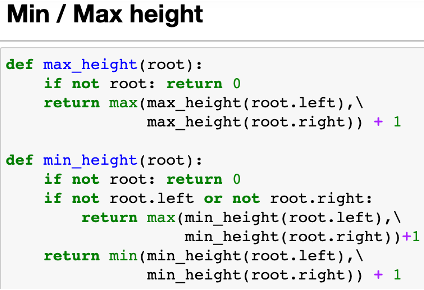 Min / Max height
def max_height(root):
    if not root: return 0
    return max(max_height(root.left),\
               max_height(root.right)) + 1

def min_height(root):
    if not root: return 0
    if not root.left or not root.right:
        return max(min_height(root.left),\
                   min_height(root.right))+1
    return min(min_height(root.left),\
               min_height(root.right)) + 1